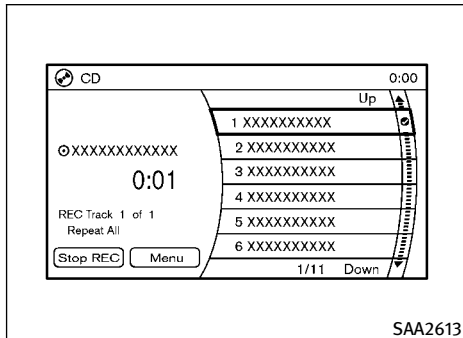 CD 0:00
Up
1 XXXXXXXXXX
2 XXXXXXXXXX
3 XXXXXXXXXX
4 XXXXXXXXXX
5 XXXXXXXXXX
6 XXXXXXXXXX
1/11 Down
XXXXXXXXXXXX
0:01
REC Track 1 of 1
Repeat All
Stop REC Menu
SAA2613